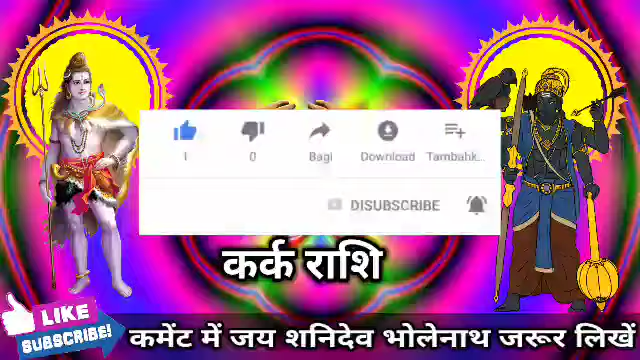 1 0 Bagi Download Tambahk...
DISUBSCRIBE
कर्क राशि
LIKE
SUBSCRIBE!
कमेंट में जय शनिदेव भोलेनाथ जरूर लिखें